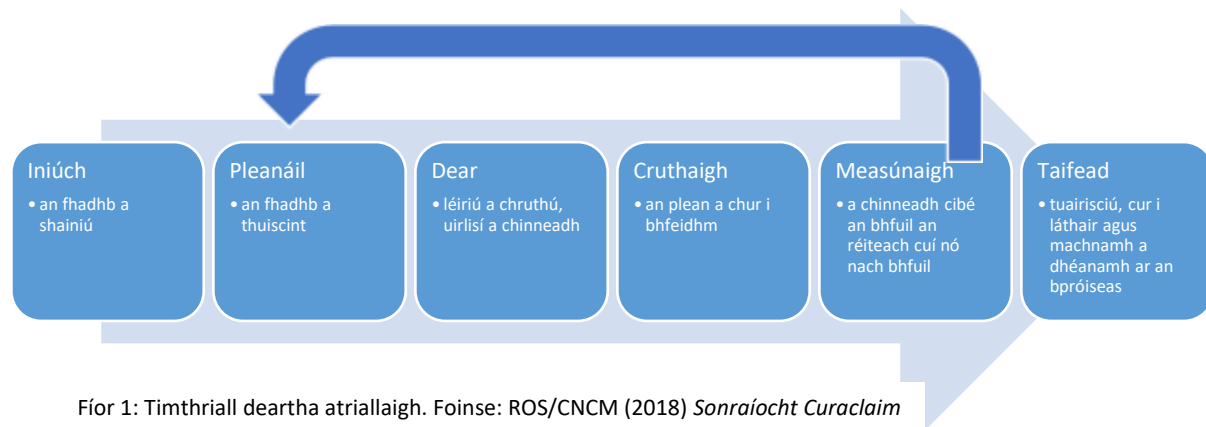 Iniúch
• an fhadhb a
shainiú
Pleanáil
• an fhadhb a
thuiscint
Dear
• léiriú a chruthú,
uirlisí a chinneadh
Cruthaigh
• an plean a chur i
bhfeidhm
Measúnaigh
• a chinneadh cibé
an bhfuil an
réiteach cuí nó
nach bhfuil
Taifead
• tuairisciú, cur i
láthair agus
machnamh a
dhéanamh ar an
bpróiseas
Fíor 1: Timthriall deartha atriallaigh. Foinse: ROS/CNCM (2018) Sonraíocht Curaclaim